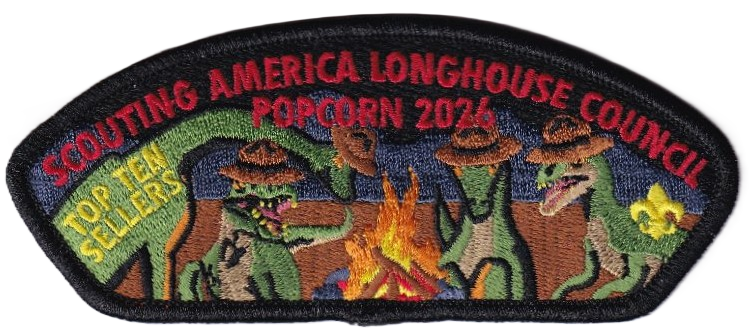 SCOUTING AMERICA LONGHOUSE COUNCIL
POPCORN 2026
TOP TEN
SELLERS